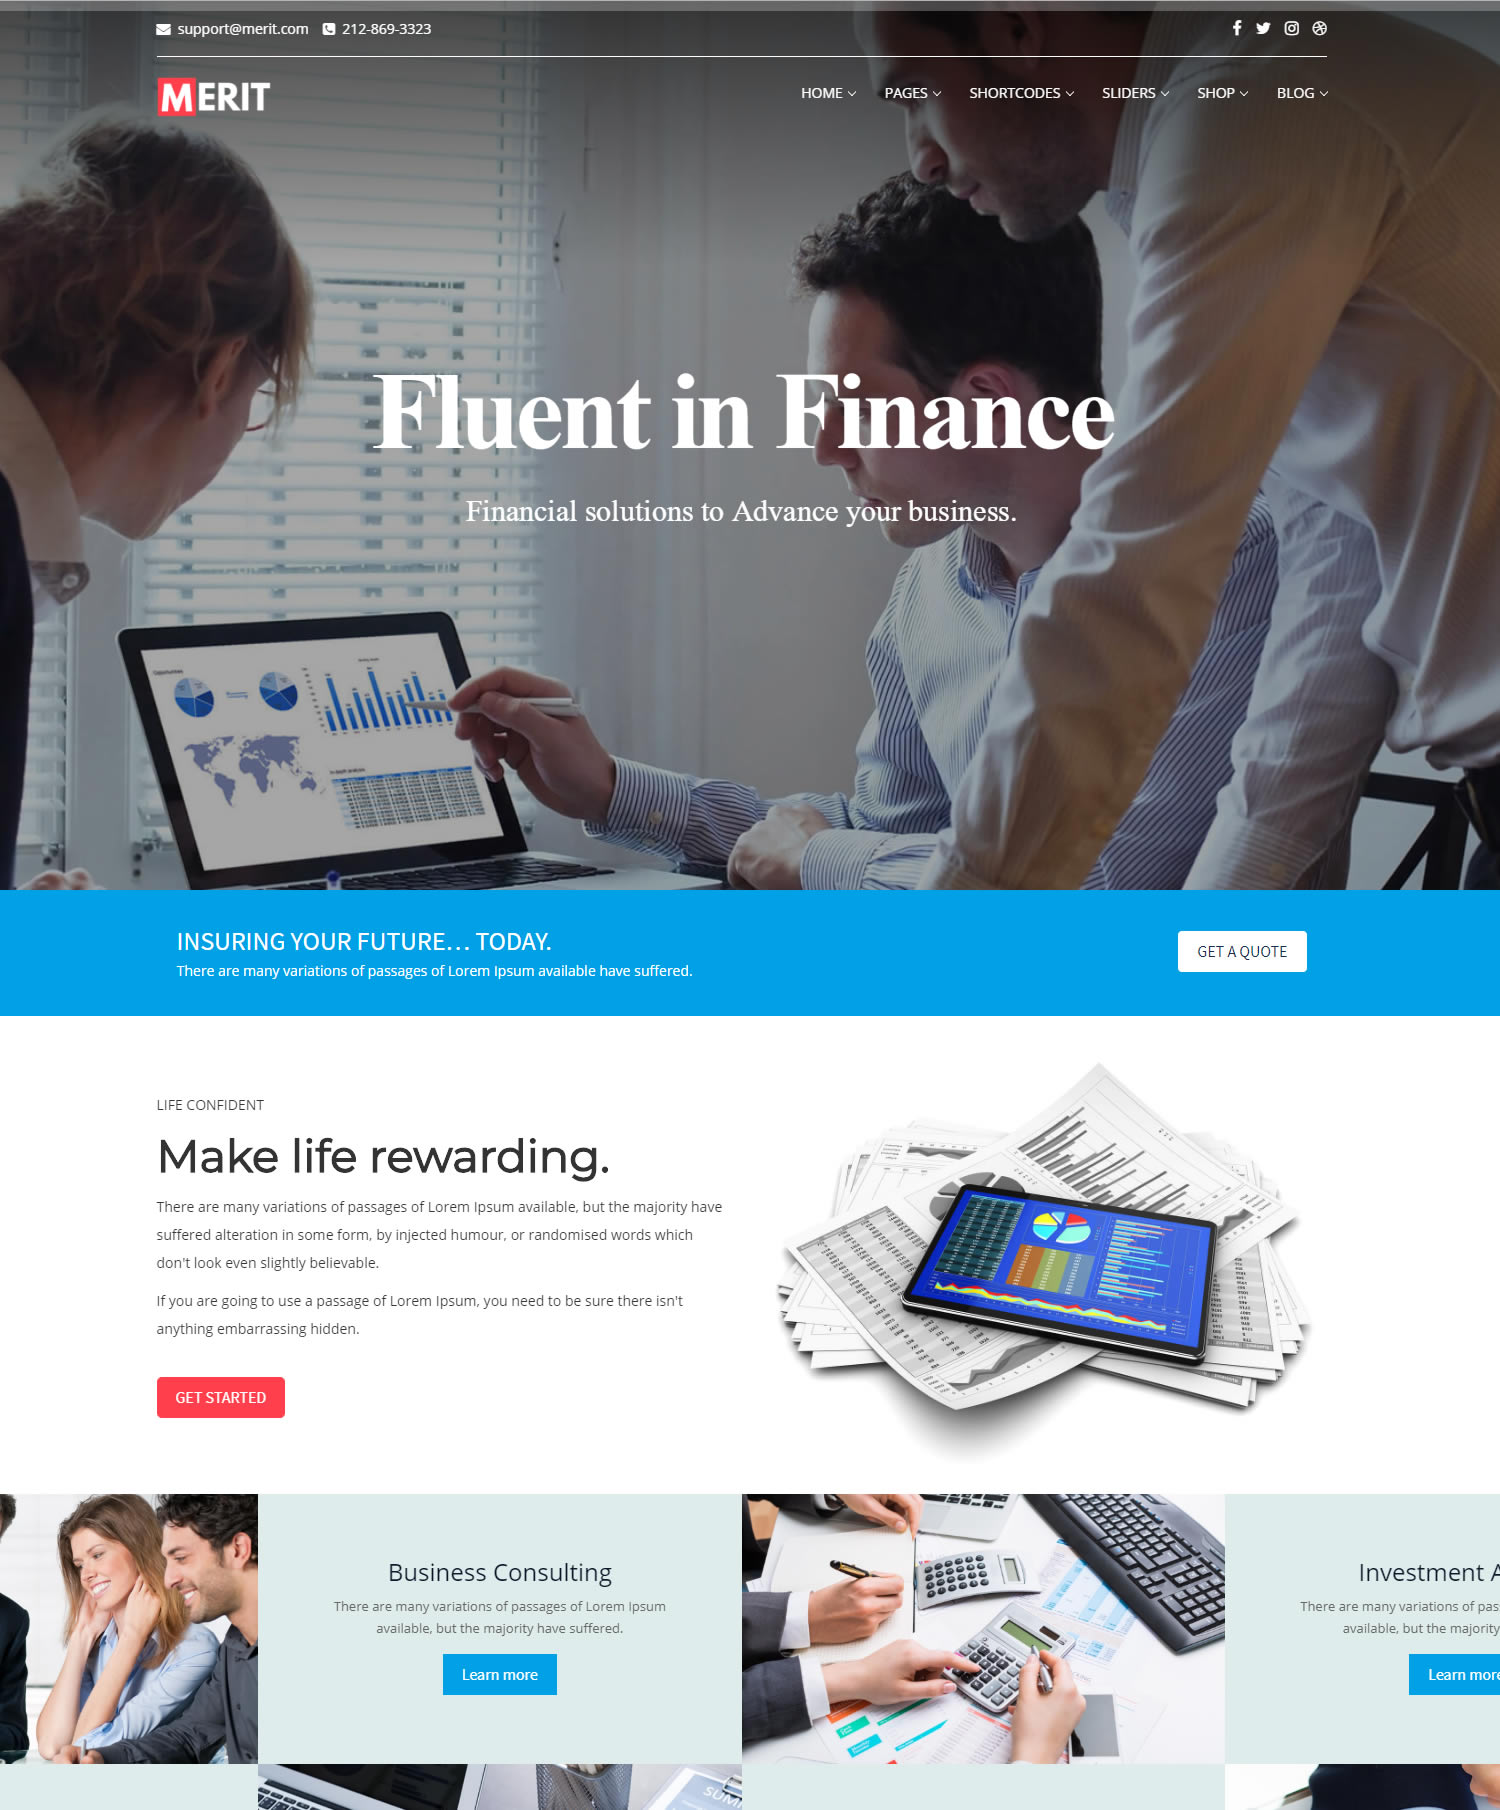 support@merit.com 212-869-3323
MERIT
HOME PAGES SHORTCODES SLIDERS SHOP BLOG
Fluent in Finance
Financial solutions to Advance your business.
Opportunities
INSURING YOUR FUTURE... TODAY.
There are many variations of passages of Lorem Ipsum available have suffered.
GET A QUOTE
LIFE CONFIDENT
Make life rewarding.
There are many variations of passages of Lorem Ipsum available, but the majority have
suffered alteration in some form, by injected humour, or randomised words which
don't look even slightly believable.
If you are going to use a passage of Lorem Ipsum, you need to be sure there isn't
anything embarrassing hidden.
GET STARTED
Business Consulting
There are many variations of passages of Lorem Ipsum
available, but the majority have suffered.
Learn more
Investment A
There are many variations of pas
available, but the majority
Learn more